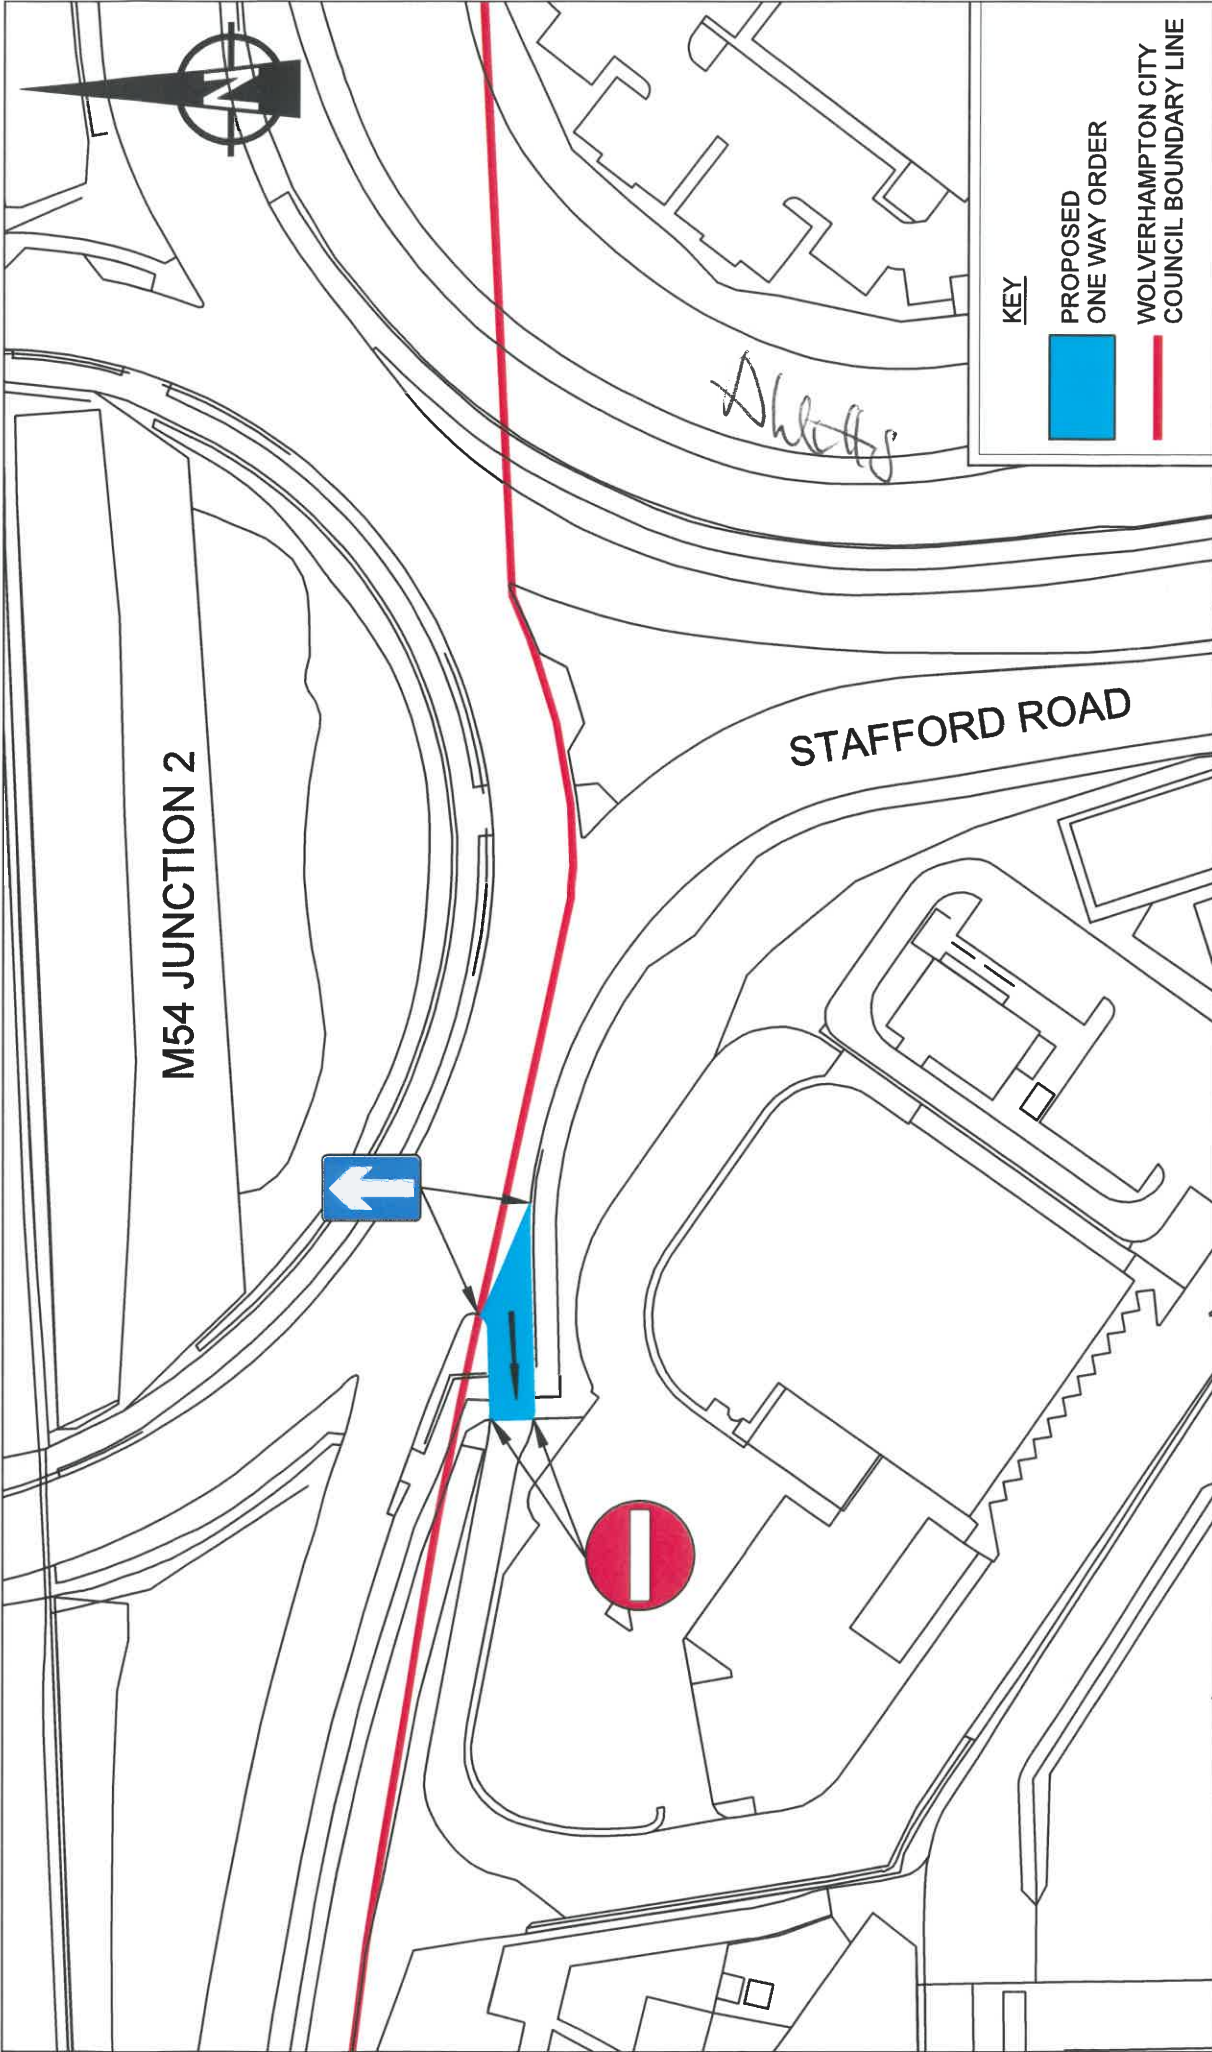 M54 JUNCTION 2
N
STAFFORD ROAD
KEY
PROPOSED
ONE WAY ORDER
WOLVERHAMPTON CITY
COUNCIL BOUNDARY LINE